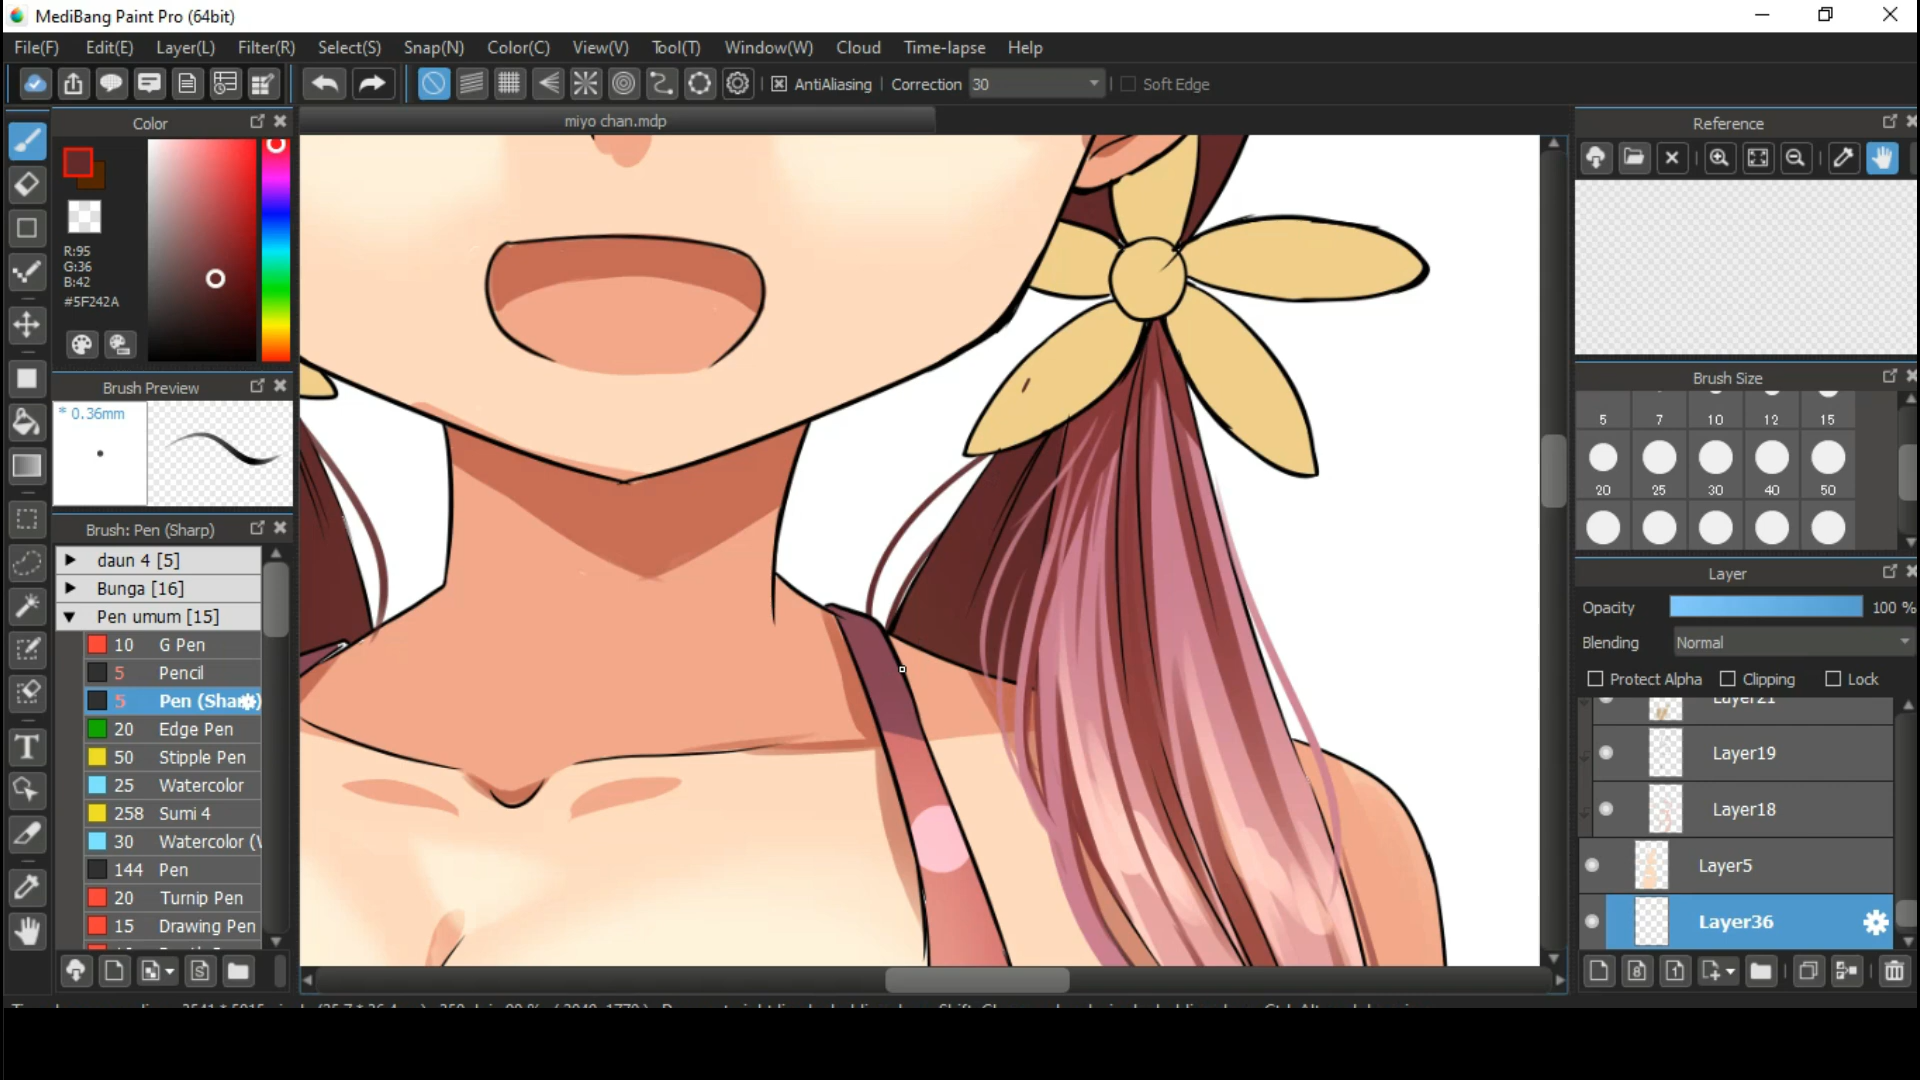 MediBang Paint Pro (64bit)
File(F) Edit(E) Layer(L) Filter(R) Select(S) Snap(N) Color(C) View(V) Tool(T) Window(W) Cloud Time-lapse Help
AntiAliasing Correction 30 Soft Edge
miyo chan.mdp
Color
R:95
G:36
B:42
#5F242A
Brush Preview
* 0.36mm
Brush: Pen (Sharp)
daun 4 [5]
Bunga [16]
Pen umum [15]
10 G Pen
5 Pencil
5 Pen (Sharp)
20 Edge Pen
50 Stipple Pen
25 Watercolor
258 Sumi 4
30 Watercolor (
144 Pen
20 Turnip Pen
15 Drawing Pen
Reference
Brush Size
5 7 10 12 15
20 25 30 40 50
Layer
Opacity 100 %
Blending Normal
Protect Alpha Clipping Lock
Layer21
Layer19
Layer18
Layer5
Layer36